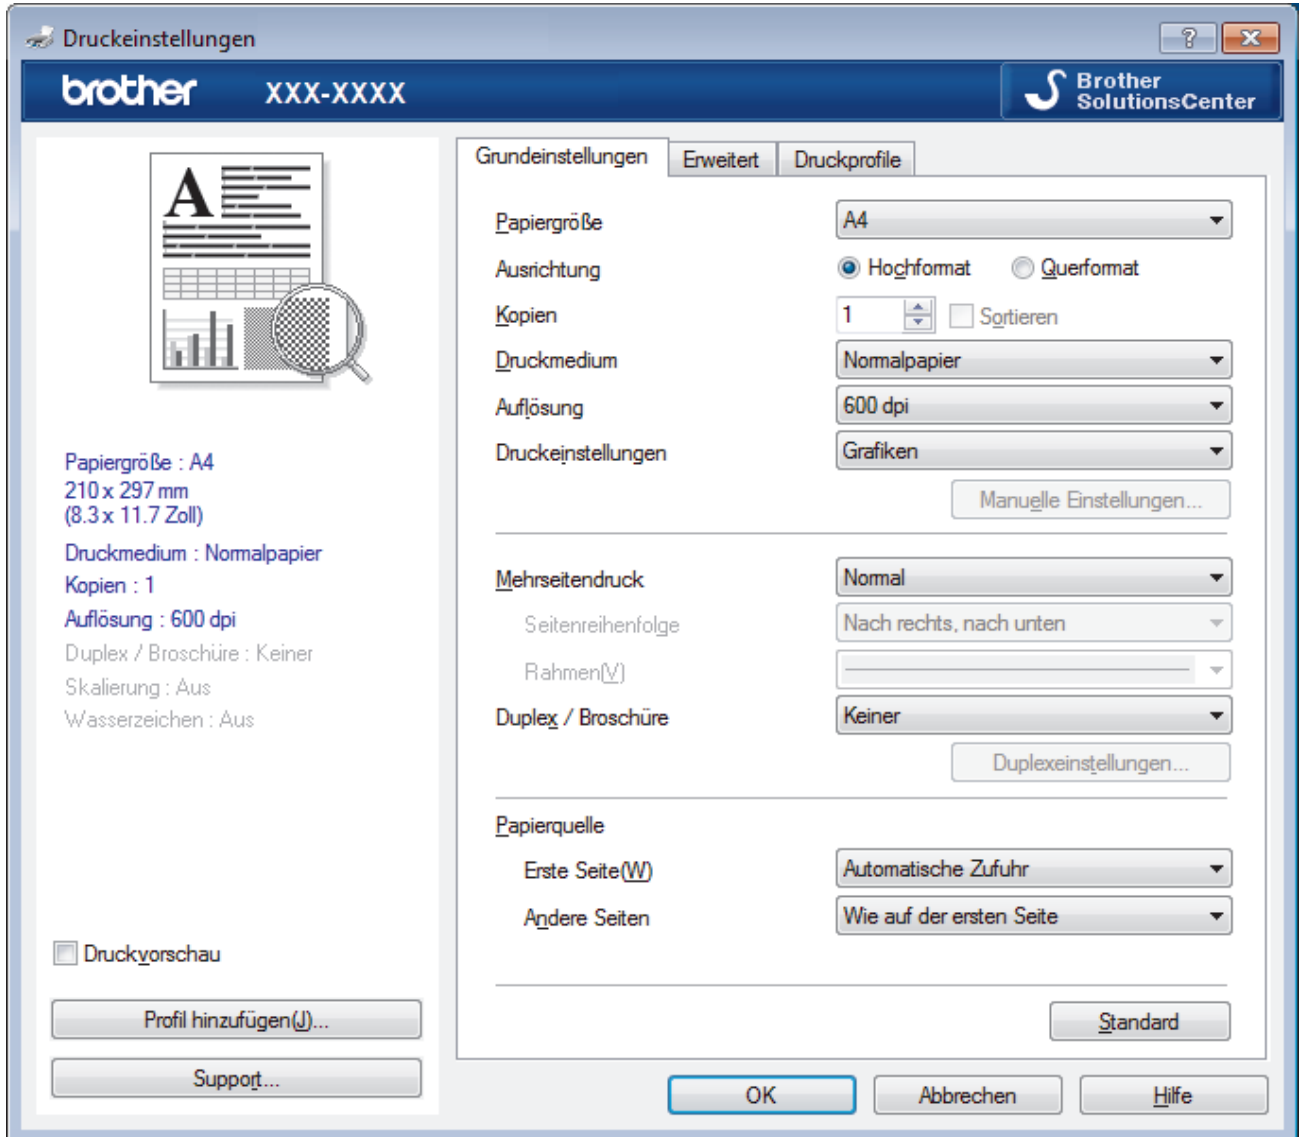 Druckeinstellungen
brother XXX-XXXX
Brother
SolutionsCenter
A
Papiergröße : A4
210 x 297 mm
(8.3 x 11.7 Zoll)
Druckmedium : Normalpapier
Kopien : 1
Auflösung : 600 dpi
Duplex / Broschüre : Keiner
Skalierung : Aus
Wasserzeichen : Aus
Druckvorschau
Profil hinzufügen(J)...
Support...
Grundeinstellungen Erweitert Druckprofile
Papiergröße A4
Ausrichtung Hochformat Querformat
Kopien 1 Sortieren
Druckmedium Normalpapier
Auflösung 600 dpi
Druckeinstellungen Grafiken
Manuelle Einstellungen...
Mehrseitendruck Normal
Seitenreihenfolge Nach rechts, nach unten
Rahmen(V)
Duplex / Broschüre Keiner
Duplexeinstellungen...
Papierquelle
Erste Seite(W) Automatische Zufuhr
Andere Seiten Wie auf der ersten Seite
Standard
OK Abbrechen Hilfe